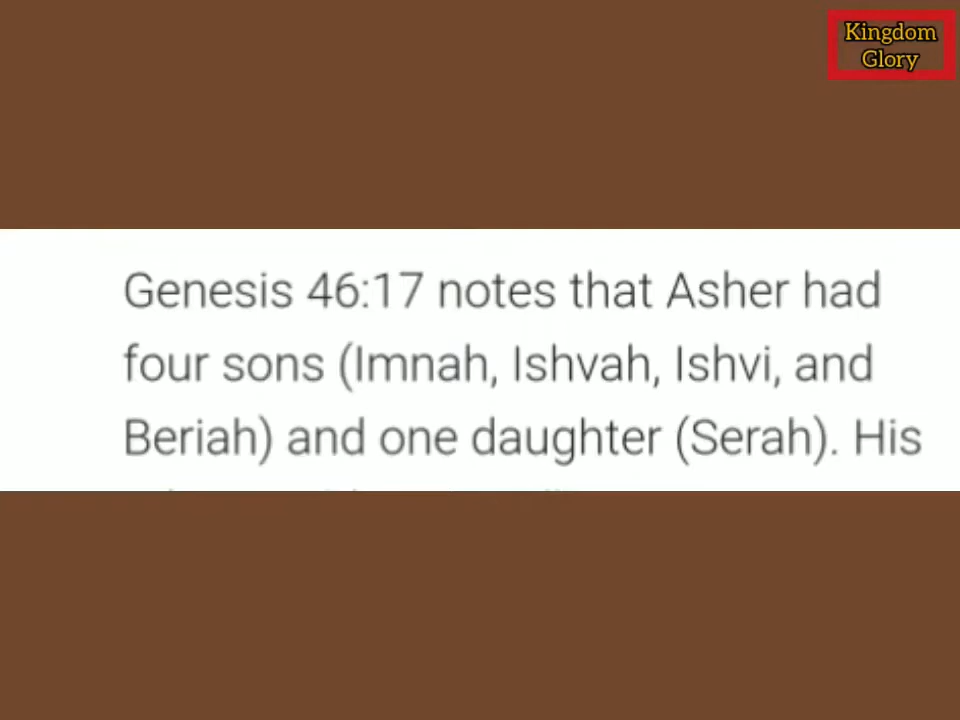 Kingdom
Glory
Genesis 46:17 notes that Asher had
four sons (Imnah, Ishvah, Ishvi, and
Beriah) and one daughter (Serah). His